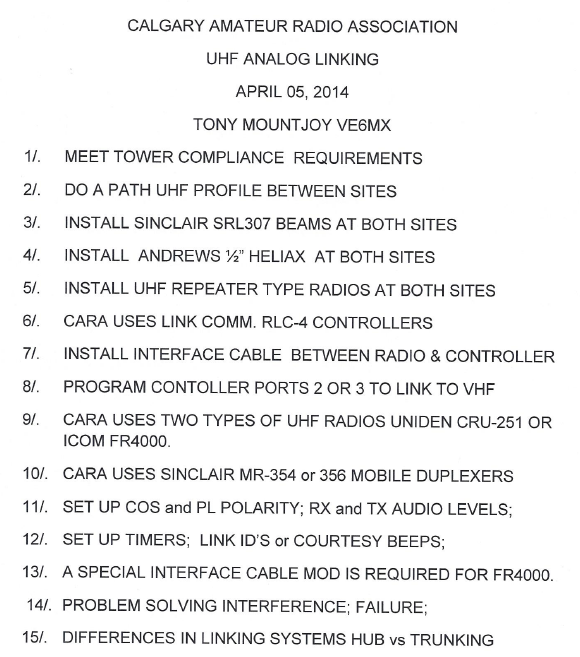 CALGARY AMATEUR RADIO ASSOCIATION
UHF ANALOG LINKING
APRIL 05, 2014
TONY MOUNTJOY VE6MX
1/. MEET TOWER COMPLIANCE REQUIREMENTS
2/. DO A PATH UHF PROFILE BETWEEN SITES
3/. INSTALL SINCLAIR SRL307 BEAMS AT BOTH SITES
4/. INSTALL ANDREWS ½” HELIAX AT BOTH SITES
5/. INSTALL UHF REPEATER TYPE RADIOS AT BOTH SITES
6/. CARA USES LINK COMM. RLC-4 CONTROLLERS
7/. INSTALL INTERFACE CABLE BETWEEN RADIO & CONTROLLER
8/. PROGRAM CONTOLLER PORTS 2 OR 3 TO LINK TO VHF
9/. CARA USES TWO TYPES OF UHF RADIOS UNIDEN CRU-251 OR
ICOM FR4000.
10/. CARA USES SINCLAIR MR-354 or 356 MOBILE DUPLEXERS
11/. SET UP COS and PL POLARITY; RX and TX AUDIO LEVELS;
12/. SET UP TIMERS; LINK ID'S or COURTESY BEEPS;
13/. A SPECIAL INTERFACE CABLE MOD IS REQUIRED FOR FR4000.
14/. PROBLEM SOLVING INTERFERENCE; FAILURE;
15/. DIFFERENCES IN LINKING SYSTEMS HUB vs TRUNKING